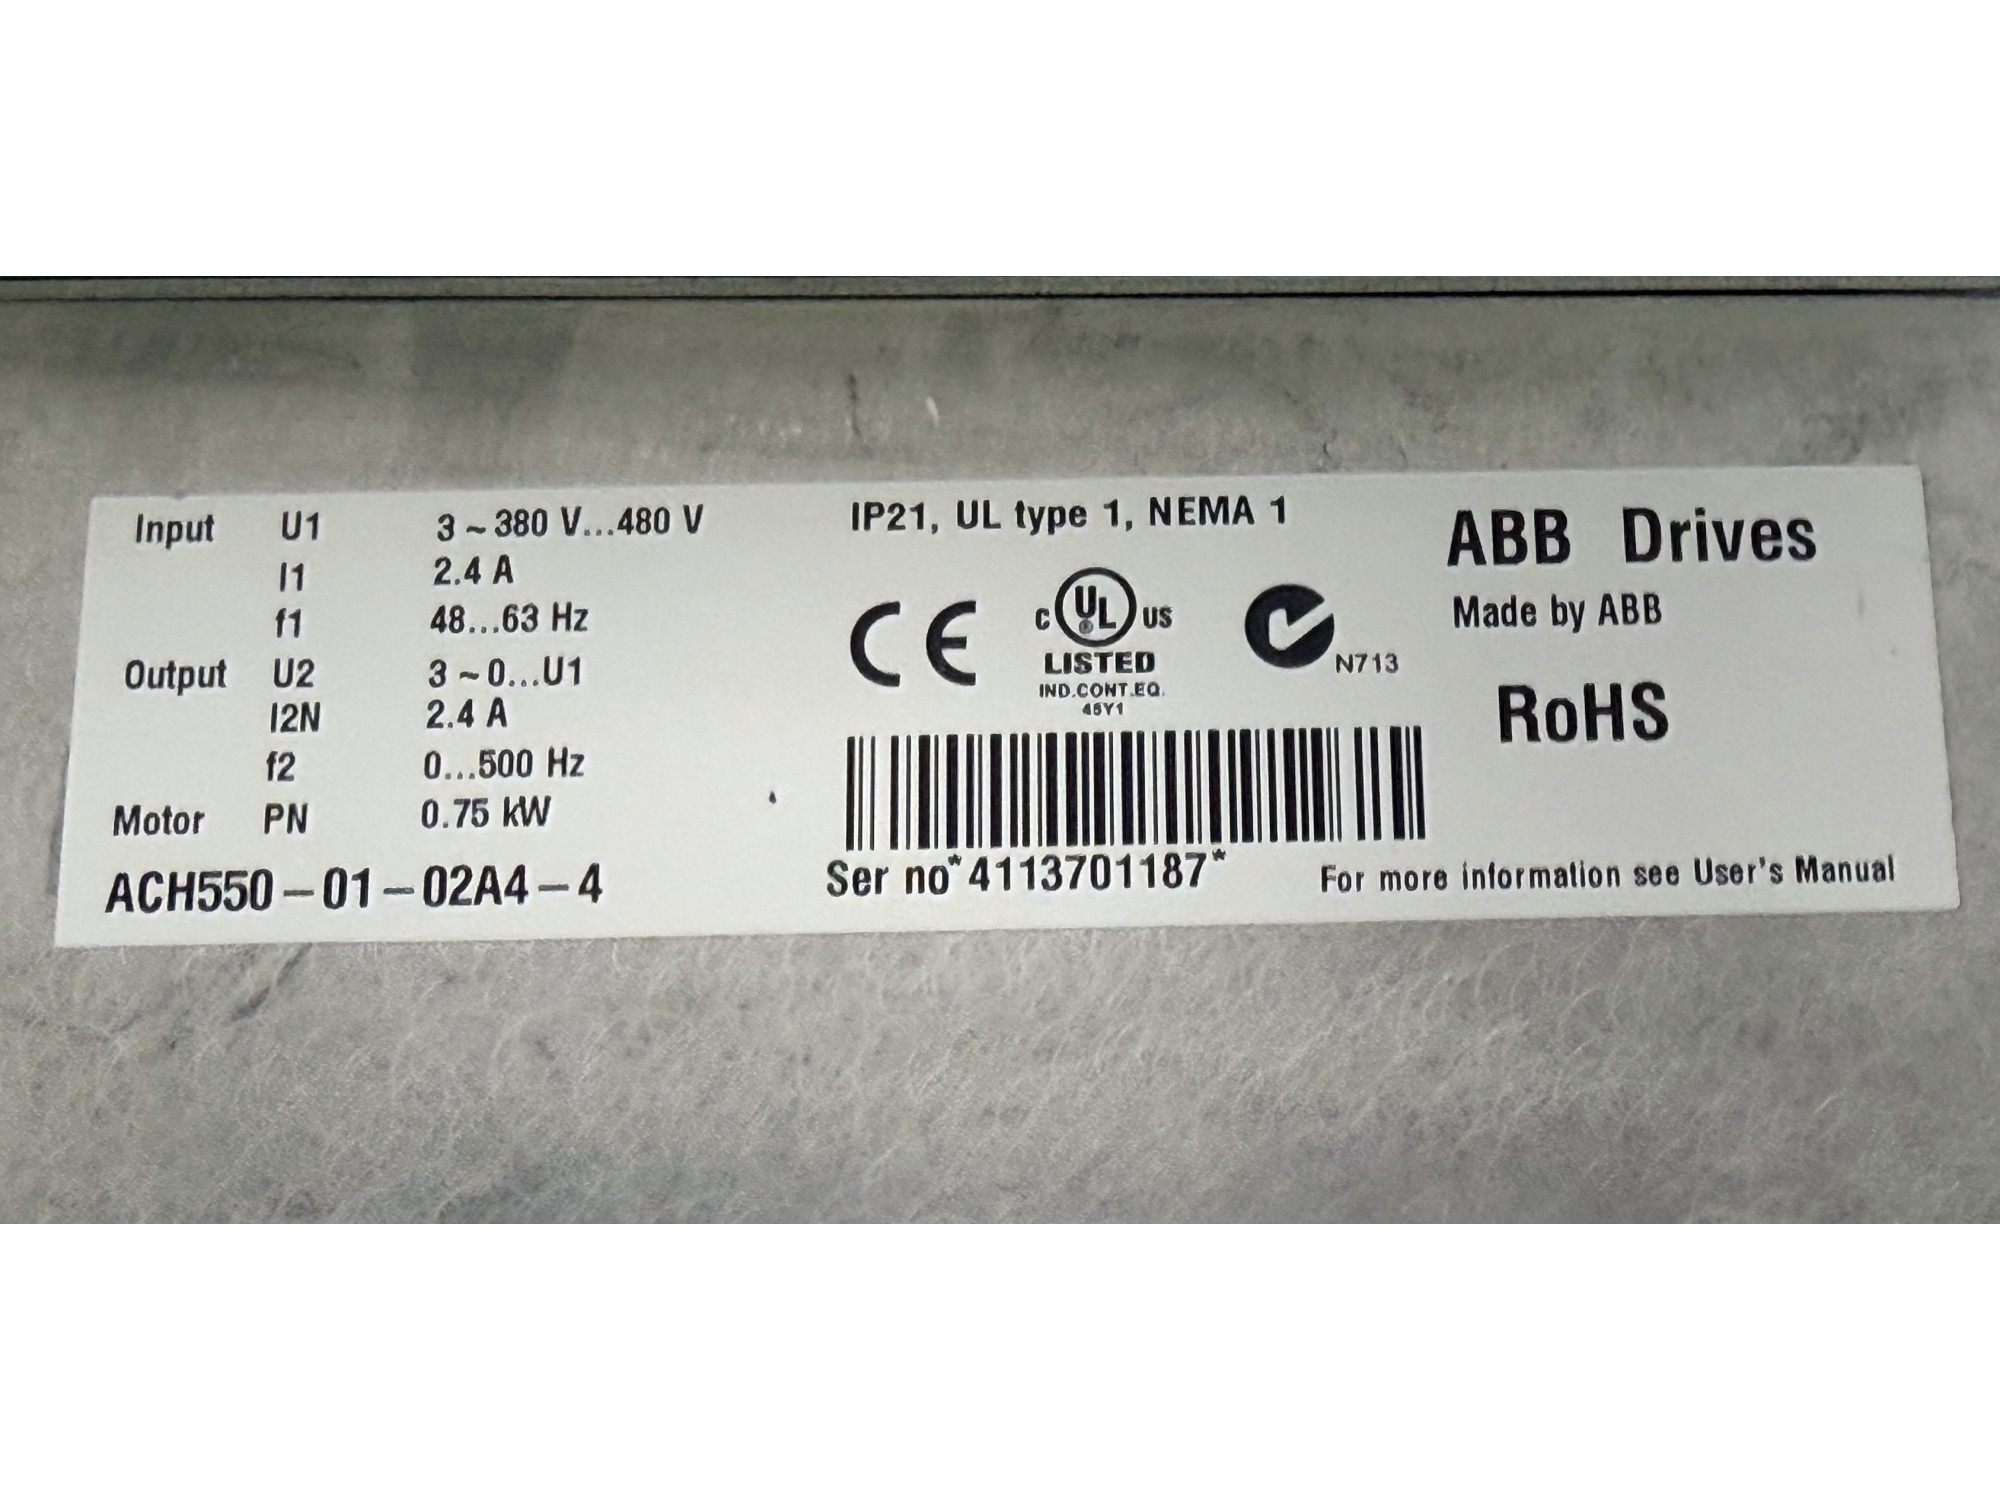 Input U1 3 ~ 380 V...480 V
I1 2.4 A
f1 48...63 Hz
Output U2 3 ~ 0...U1
I2N 2.4 A
f2 0...500 Hz
Motor PN 0.75 kW
ACH550-01-02A4-4
IP21, UL type 1, NEMA 1
CE
C UL US
LISTED
IND.CONT.EQ.
45Y1
N713
Ser no*4113701187*
ABB Drives
Made by ABB
RoHS
For more information see User's Manual